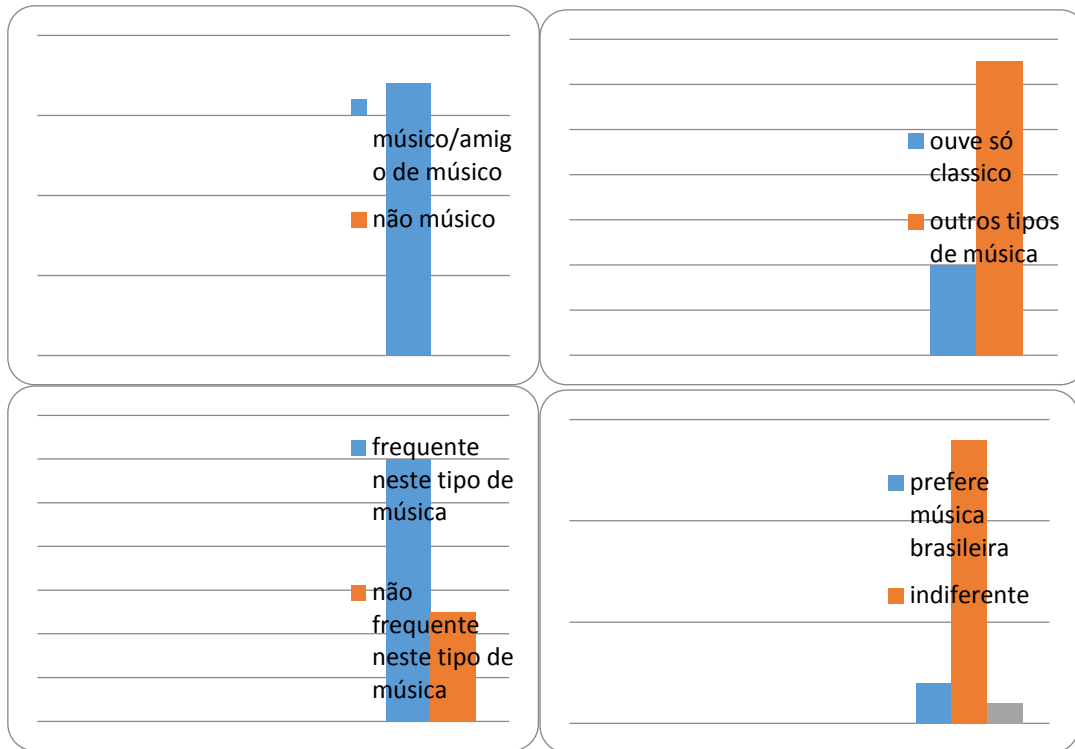 músico/amig
o de músico
não músico
ouve só
classico
outros tipos
de música
frequente
neste tipo de
música
não
frequente
neste tipo de
música
prefere
música
brasileira
indiferente